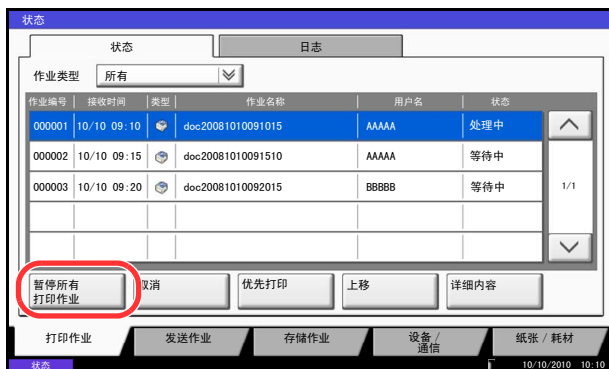 状态
状态 日志
作业类型 所有
作业编号 接收时间 类型 作业名称 用户名 状态
000001 10/10 09:10 doc20081010091015 AAAAA 处理中
000002 10/10 09:15 doc20081010091510 AAAAA 等待中
000003 10/10 09:20 doc20081010092015 BBBBB 等待中
1/1
暂停所有
打印作业
取消 优先打印 上移 详细内容
打印作业 发送作业 存储作业 设备/
通信
纸张/耗材
状态 10/10/2010 10:10